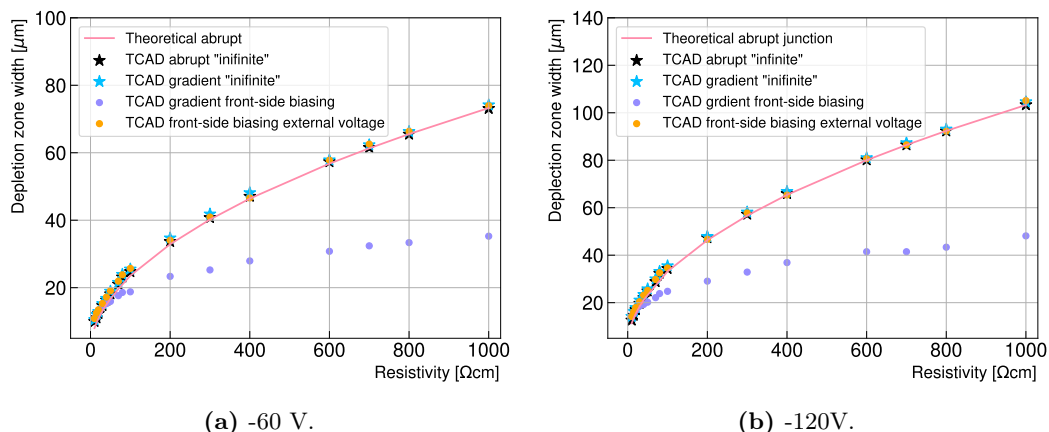 100
80
60
40
20
0
200
400
600
800
1000
Depletion zone width [μm]
Resistivity [Ωcm]
Theoretical abrupt
TCAD abrupt "inifinite"
TCAD gradient "inifinite"
TCAD gradient front-side biasing
TCAD front-side biasing external voltage
(a) -60 V.
140
120
100
80
60
40
20
0
200
400
600
800
1000
Deplection zone width [μm]
Resistivity [Ωcm]
Theoretical abrupt junction
TCAD abrupt "inifinite"
TCAD gradient "inifinite"
TCAD grdient front-side biasing
TCAD front-side biasing external voltage
(b) -120V.